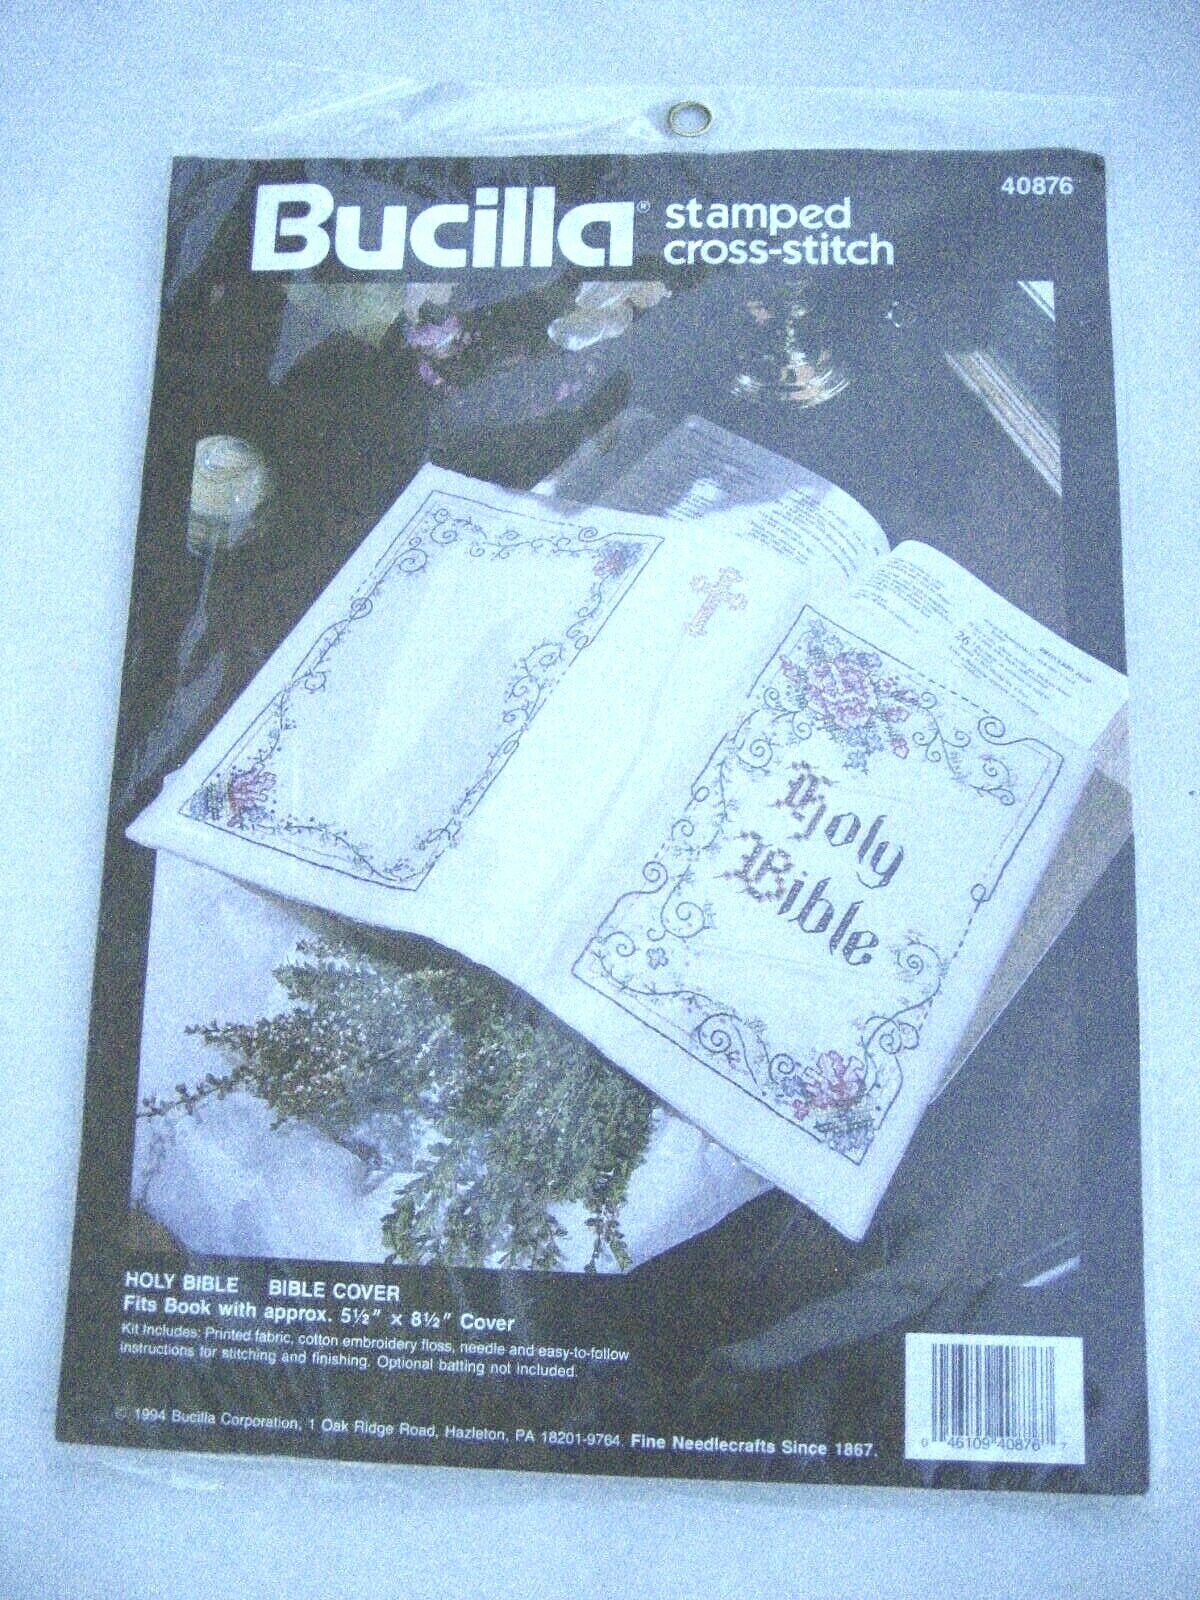 40876
Bucilla® stamped
cross-stitch
26
Holy
Bible
HOLY BIBLE BIBLE COVER
Fits Book with approx. 5½" x 8½" Cover
Kit Includes: Printed fabric, cotton embroidery floss, needle and easy-to-follow
instructions for stitching and finishing. Optional batting not included.
© 1994 Bucilla Corporation, 1 Oak Ridge Road, Hazleton, PA 18201-9764. Fine Needlecrafts Since 1867.
0 46109 40876 7